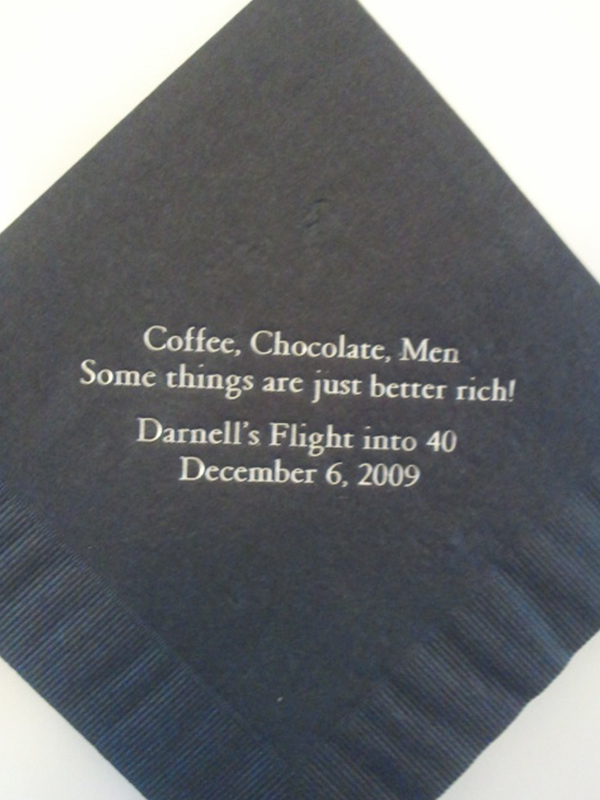 Coffee, Chocolate, Men
Some things are just better rich!
Darnell's Flight into 40
December 6, 2009